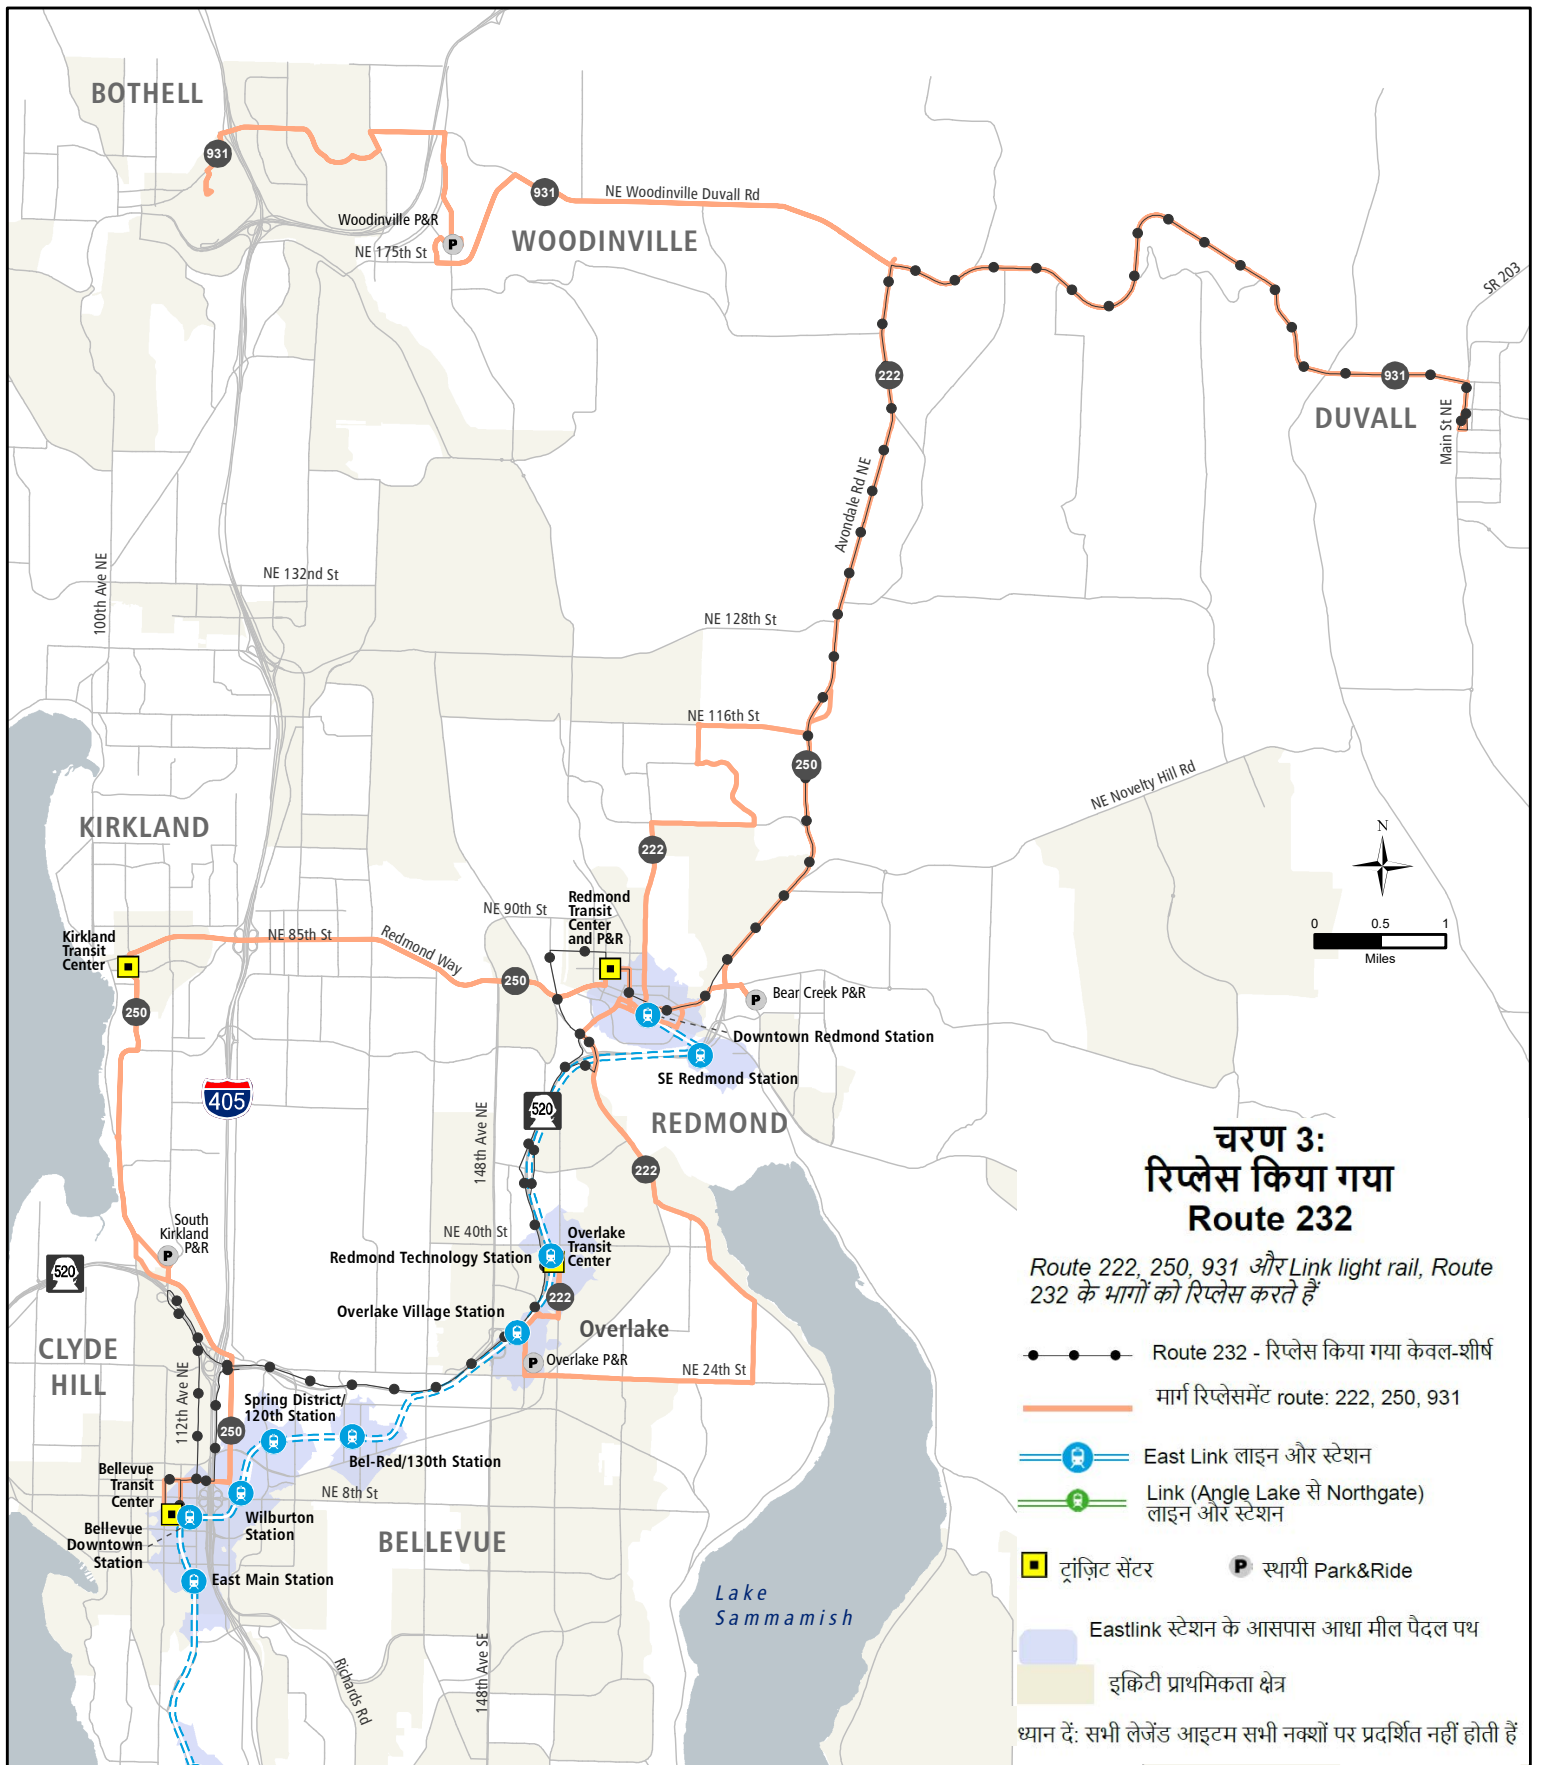 BOTHELL
931
931
NE Woodinville Duvall Rd
Woodinville P&R
P
NE 175th St
WOODINVILLE
SR 203
222
931
DUVALL
Main St NE
Avondale Rd NE
100th Ave NE
NE 132nd St
NE 128th St
NE 116th St
250
NE Novelty Hill Rd
KIRKLAND
N
222
0 0.5 1
Miles
Redmond
Transit
Center
and P&R
NE 90th St
Kirkland
Transit
Center
NE 85th St
Redmond Way
250
250
P
Bear Creek P&R
Downtown Redmond Station
SE Redmond Station
405
520
REDMOND
148th Ave NE
222
South
Kirkland
P&R
P
NE 40th St
Overlake
Transit
Center
Redmond Technology Station
520
222
Overlake Village Station
Overlake
CLYDE
HILL
P
Overlake P&R
NE 24th St
112th Ave NE
Spring District/
120th Station
250
Bel-Red/130th Station
Bellevue
Transit
Center
NE 8th St
Wilburton
Station
Bellevue
Downtown
Station
BELLEVUE
East Main Station
Lake
Sammamish
Richards Rd
148th Ave SE
चरण 3:
रिप्लेस किया गया
Route 232
Route 222, 250, 931 और Link light rail, Route
232 के भागों को रिप्लेस करते हैं
Route 232 - रिप्लेस किया गया केवल-शीर्ष
मार्ग रिप्लेसमेंट route: 222, 250, 931
East Link लाइन और स्टेशन
Link (Angle Lake से Northgate)
लाइन और स्टेशन
ट्रांज़िट सेंटर
P स्थायी Park&Ride
Eastlink स्टेशन के आसपास आधा मील पैदल पथ
इक्विटी प्राथमिकता क्षेत्र
ध्यान दें: सभी लेजेंड आइटम सभी नक्शों पर प्रदर्शित नहीं होती हैं